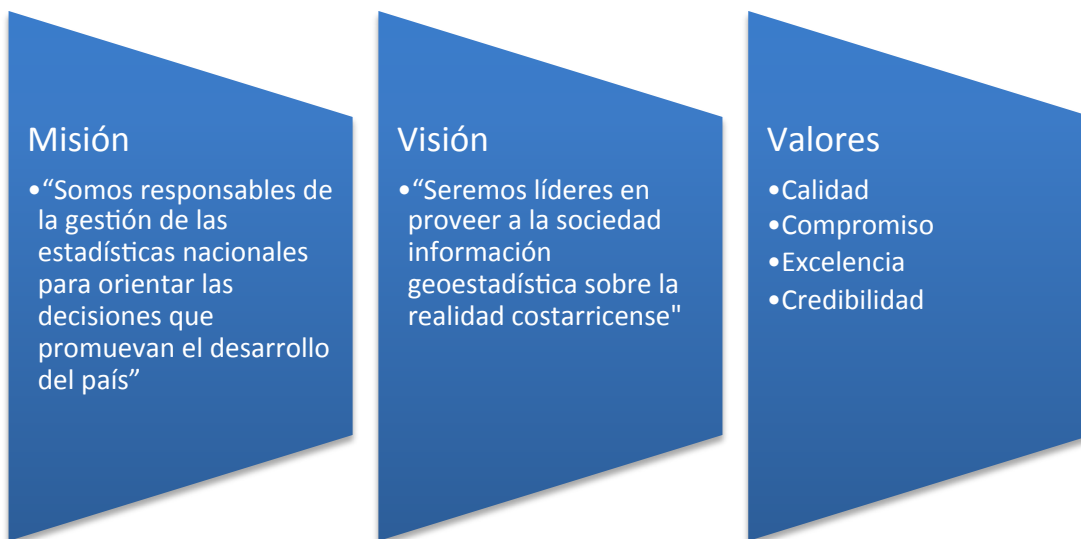 Misión
•“Somos responsables de
la gestión de las
estadísticas nacionales
para orientar las
decisiones que
promuevan el desarrollo
del país”
Visión
•“Seremos líderes en
proveer a la sociedad
información
geoestadística sobre la
realidad costarricense"
Valores
•Calidad
•Compromiso
•Excelencia
•Credibilidad